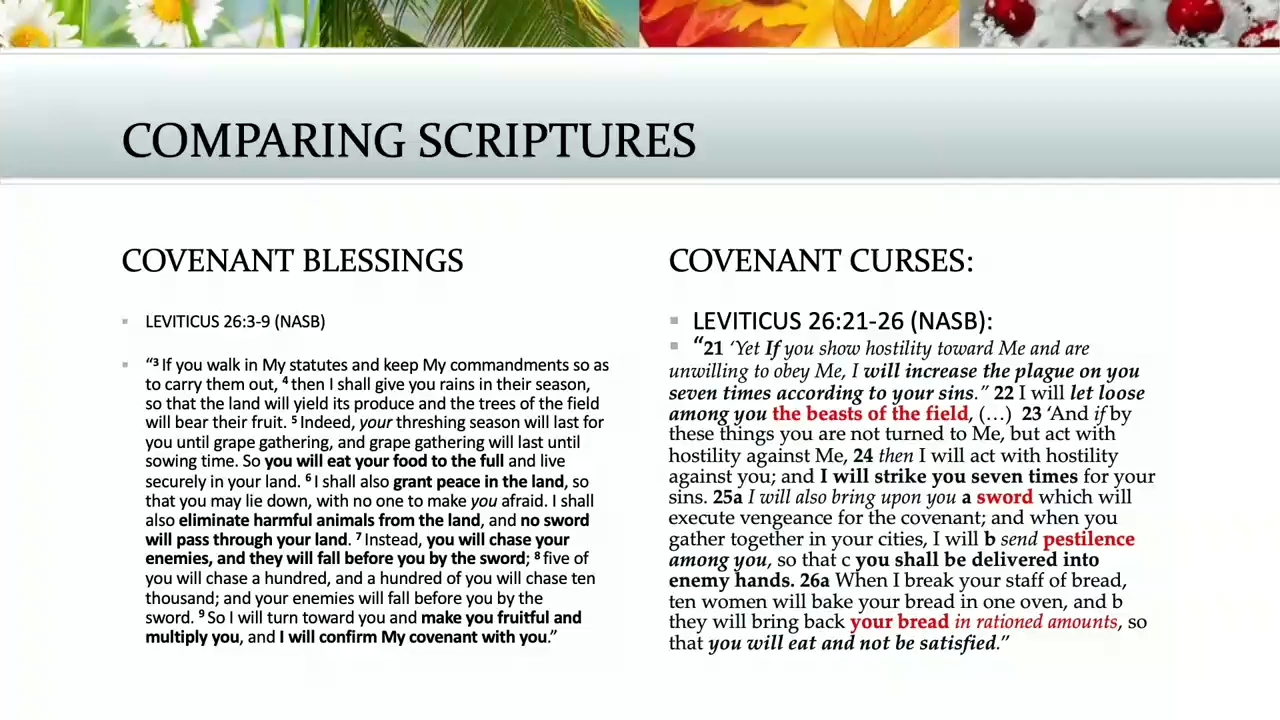 COMPARING SCRIPTURES
COVENANT BLESSINGS
LEVITICUS 26:3-9 (NASB)
“³ If you walk in My statutes and keep My commandments so as
to carry them out, ⁴ then I shall give you rains in their season,
so that the land will yield its produce and the trees of the field
will bear their fruit. ⁵ Indeed, your threshing season will last for
you until grape gathering, and grape gathering will last until
sowing time. So you will eat your food to the full and live
securely in your land. ⁶ I shall also grant peace in the land, so
that you may lie down, with no one to make you afraid. I shall
also eliminate harmful animals from the land, and no sword
will pass through your land. ⁷ Instead, you will chase your
enemies, and they will fall before you by the sword; ⁸ five of
you will chase a hundred, and a hundred of you will chase ten
thousand; and your enemies will fall before you by the
sword. ⁹ So I will turn toward you and make you fruitful and
multiply you, and I will confirm My covenant with you.”
COVENANT CURSES:
LEVITICUS 26:21-26 (NASB):
“21 ‘Yet If you show hostility toward Me and are
unwilling to obey Me, I will increase the plague on you
seven times according to your sins.” 22 I will let loose
among you the beasts of the field, (…) 23 ‘And if by
these things you are not turned to Me, but act with
hostility against Me, 24 then I will act with hostility
against you; and I will strike you seven times for your
sins. 25a I will also bring upon you a sword which will
execute vengeance for the covenant; and when you
gather together in your cities, I will b send pestilence
among you, so that c you shall be delivered into
enemy hands. 26a When I break your staff of bread,
ten women will bake your bread in one oven, and b
they will bring back your bread in rationed amounts, so
that you will eat and not be satisfied.”